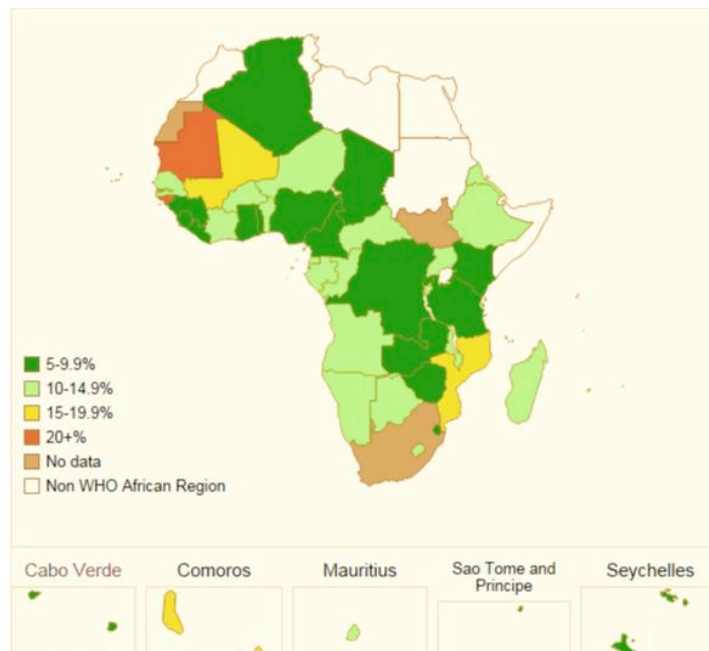 5-9.9%
10-14.9%
15-19.9%
20+%
No data
Non WHO African Region
Cabo Verde
Comoros
Mauritius
Sao Tome and
Principe
Seychelles